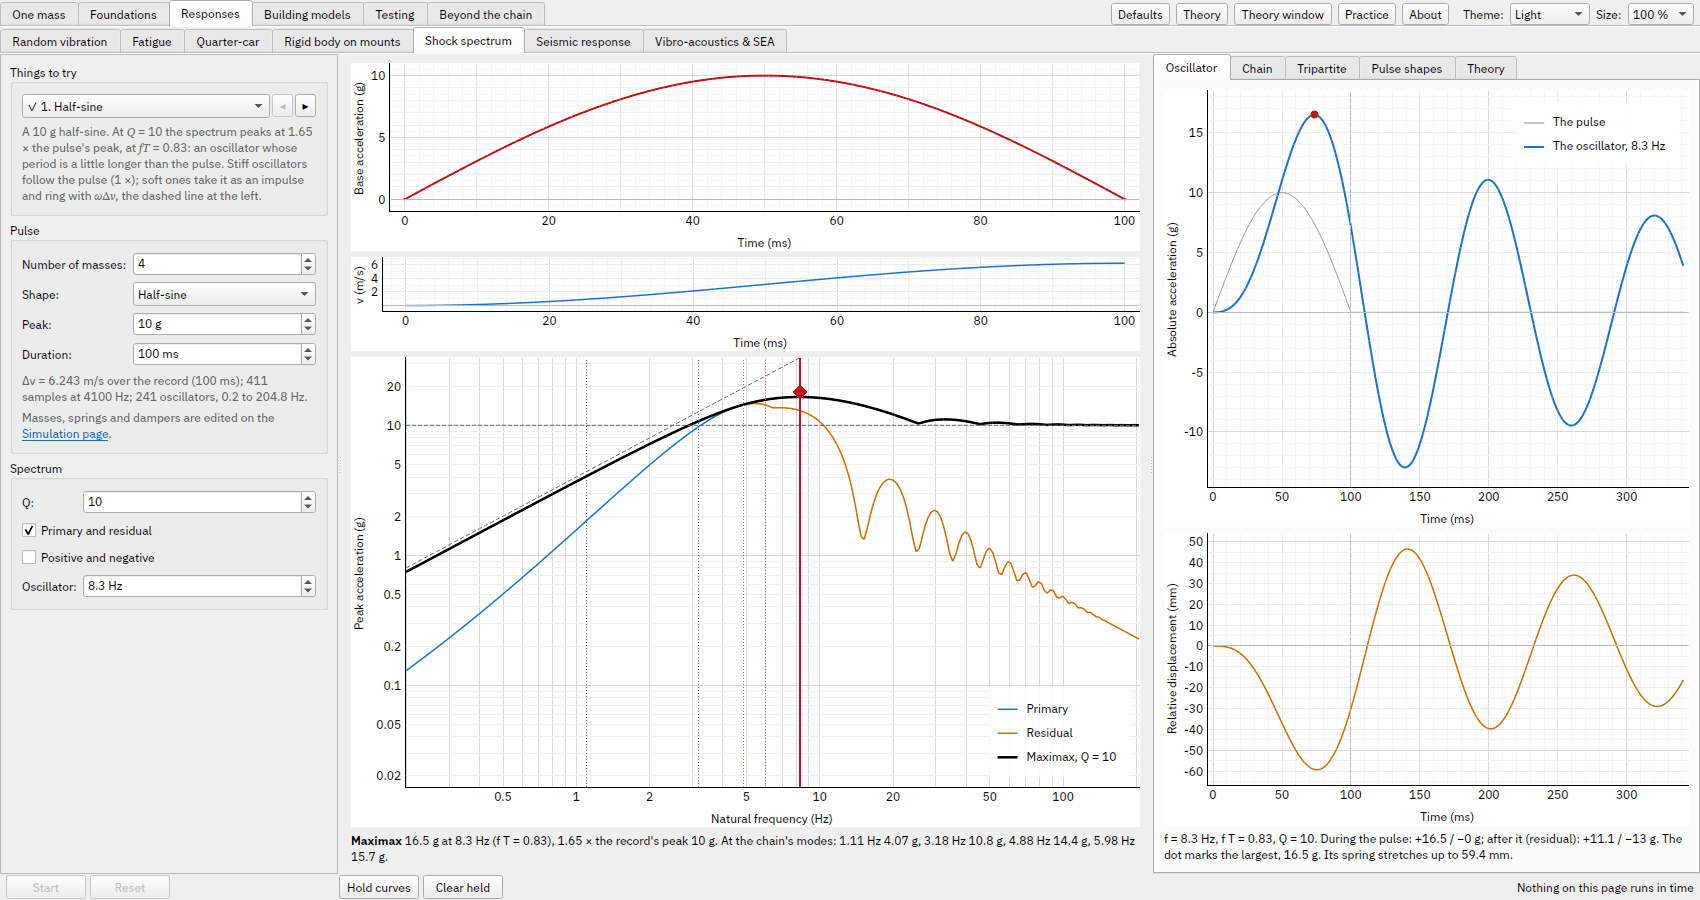 One mass Foundations Responses Building models Testing Beyond the chain Defaults Theory Theory window Practice About Theme: Light Size: 100 %
Random vibration Fatigue Quarter-car Rigid body on mounts Shock spectrum Seismic response Vibro-acoustics & SEA
Things to try
✓ 1. Half-sine
A 10 g half-sine. At Q = 10 the spectrum peaks at 1.65
× the pulse's peak, at fT = 0.83: an oscillator whose
period is a little longer than the pulse. Stiff oscillators
follow the pulse (1 ×); soft ones take it as an impulse
and ring with ωΔv, the dashed line at the left.
Pulse
Number of masses: 4
Shape: Half-sine
Peak: 10 g
Duration: 100 ms
Δv = 6.243 m/s over the record (100 ms); 411
samples at 4100 Hz; 241 oscillators, 0.2 to 204.8 Hz.
Masses, springs and dampers are edited on the
Simulation page.
Spectrum
Q: 10
Primary and residual
Positive and negative
Oscillator: 8.3 Hz
Start Reset
Base acceleration (g)
10
5
0
0 20 40 60 80 100
Time (ms)
v (m/s)
6
4
2
0 20 40 60 80 100
Time (ms)
Peak acceleration (g)
20
10
5
2
1
0.5
0.2
0.1
0.05
0.02
Primary
Residual
Maximax, Q = 10
0.5 1 2 5 10 20 50 100
Natural frequency (Hz)
Maximax 16.5 g at 8.3 Hz (f T = 0.83), 1.65 × the record's peak 10 g. At the chain's modes: 1.11 Hz 4.07 g, 3.18 Hz 10.8 g, 4.88 Hz 14.4 g, 5.98 Hz
15.7 g.
Hold curves Clear held
Oscillator Chain Tripartite Pulse shapes Theory
Absolute acceleration (g)
15
10
5
0
-5
-10
The pulse
The oscillator, 8.3 Hz
0 50 100 150 200 250 300
Time (ms)
Relative displacement (mm)
50
40
30
20
10
0
-10
-20
-30
-40
-50
-60
0 50 100 150 200 250 300
Time (ms)
f = 8.3 Hz, f T = 0.83, Q = 10. During the pulse: +16.5 / −0 g; after it (residual): +11.1 / −13 g. The
dot marks the largest, 16.5 g. Its spring stretches up to 59.4 mm.
Nothing on this page runs in time